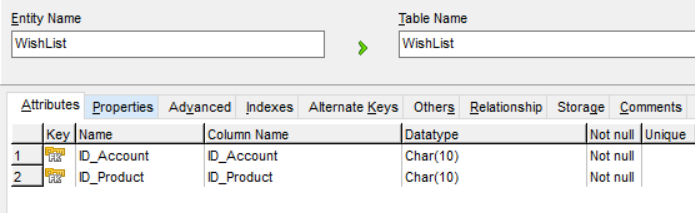 Entity Name Table Name
WishList WishList
Attributes Properties Advanced Indexes Alternate Keys Others Relationship Storage Comments
Key Name Column Name Datatype Not null Unique
1 ID_Account ID_Account Char(10) Not null
2 ID_Product ID_Product Char(10) Not null